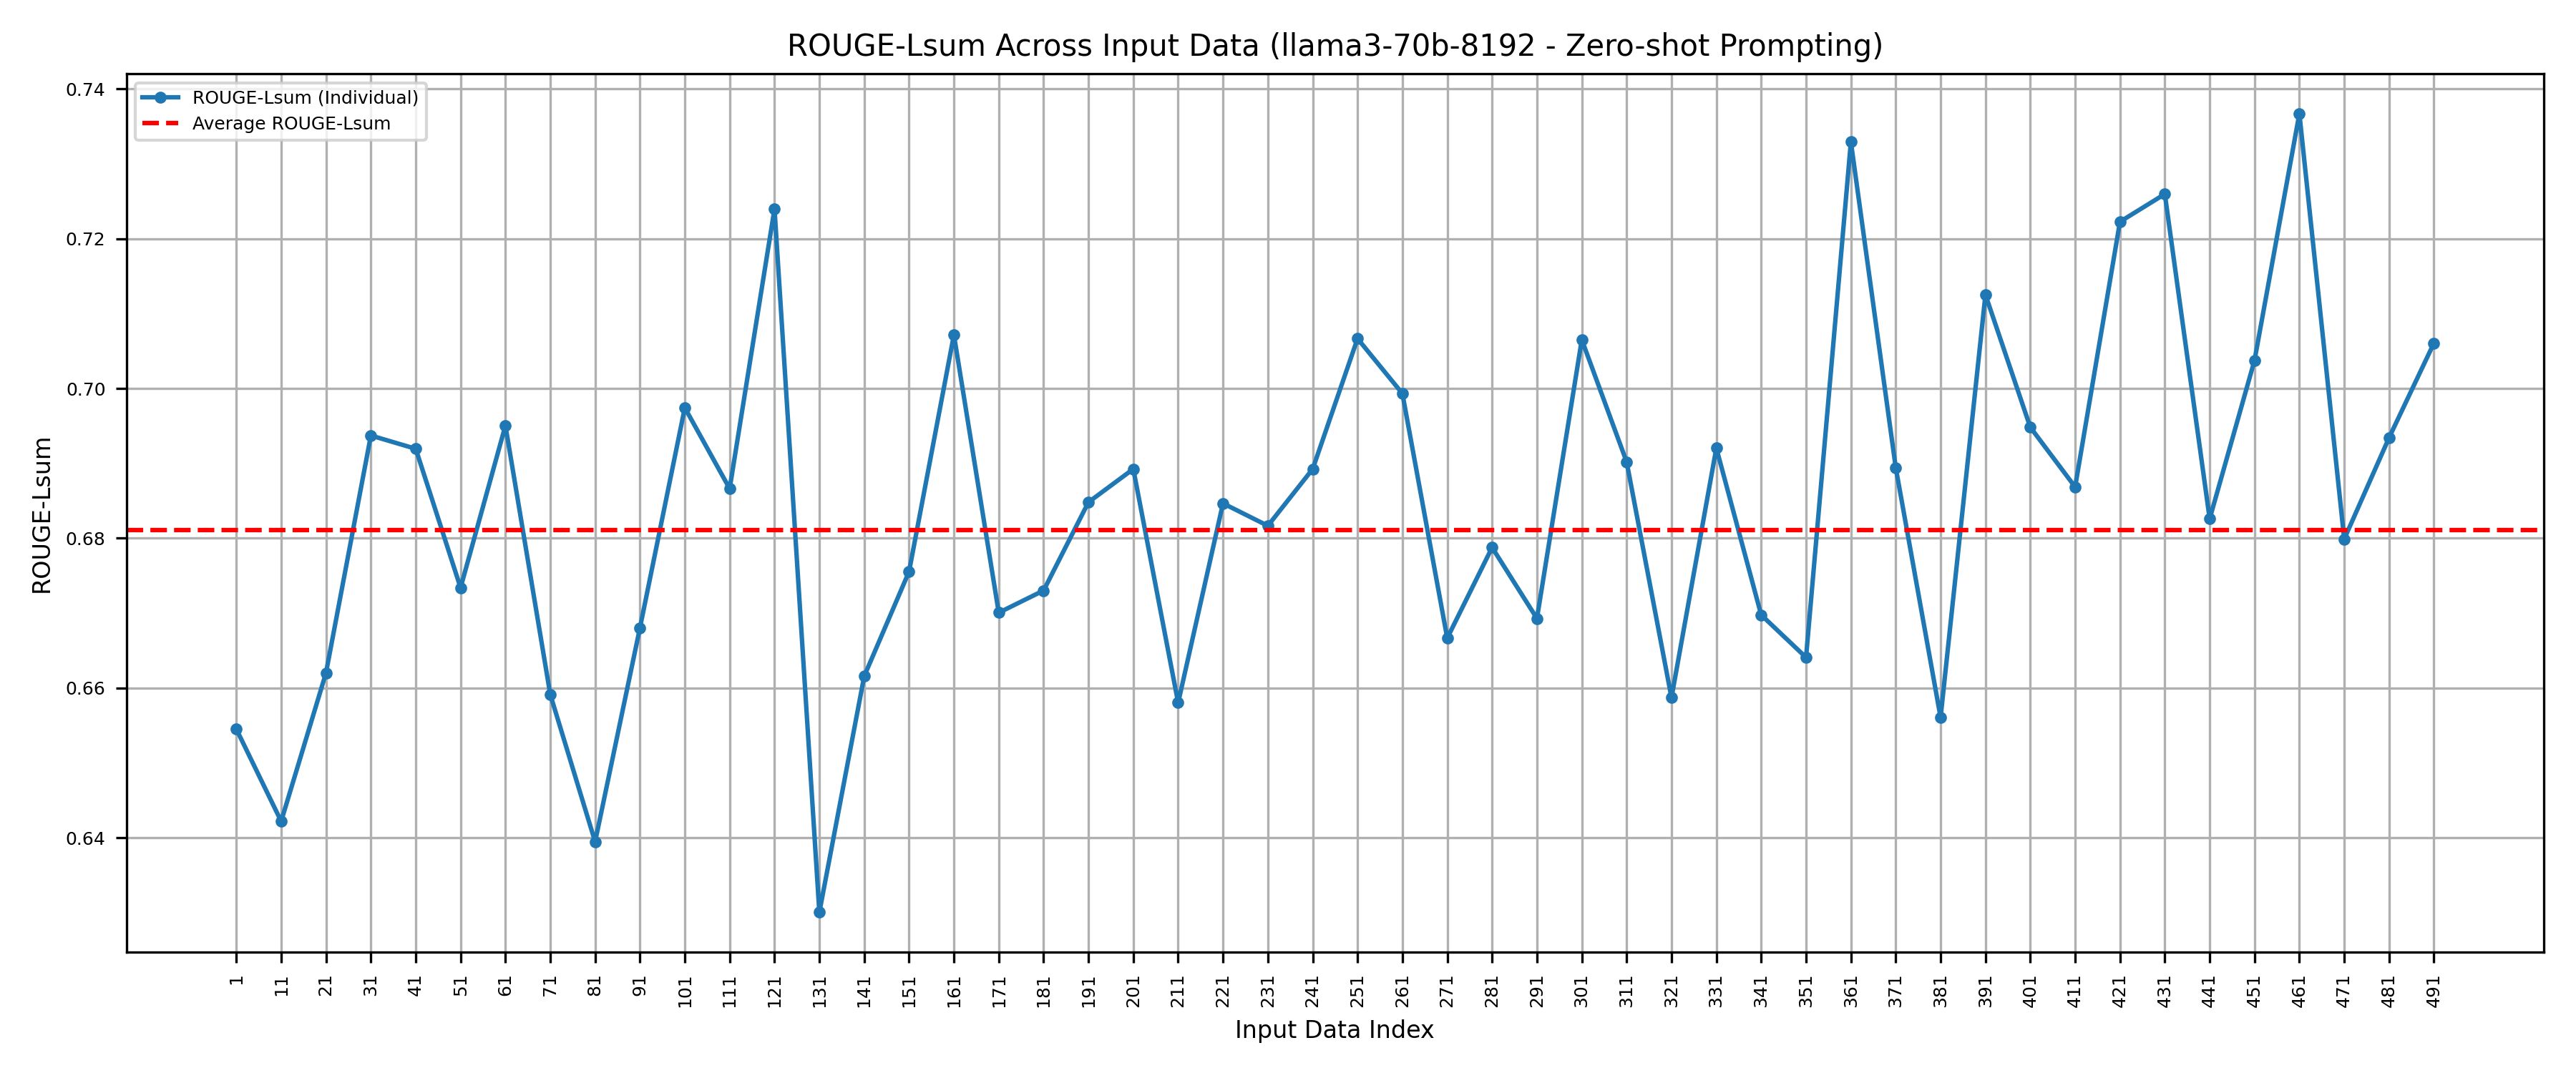 ROUGE-Lsum Across Input Data (llama3-70b-8192 - Zero-shot Prompting)
ROUGE-Lsum (Individual)
Average ROUGE-Lsum
0.74
0.72
0.70
0.68
0.66
0.64
ROUGE-Lsum
1 11 21 31 41 51 61 71 81 91 101 111 121 131 141 151 161 171 181 191 201 211 221 231 241 251 261 271 281 291 301 311 321 331 341 351 361 371 381 391 401 411 421 431 441 451 461 471 481 491
Input Data Index